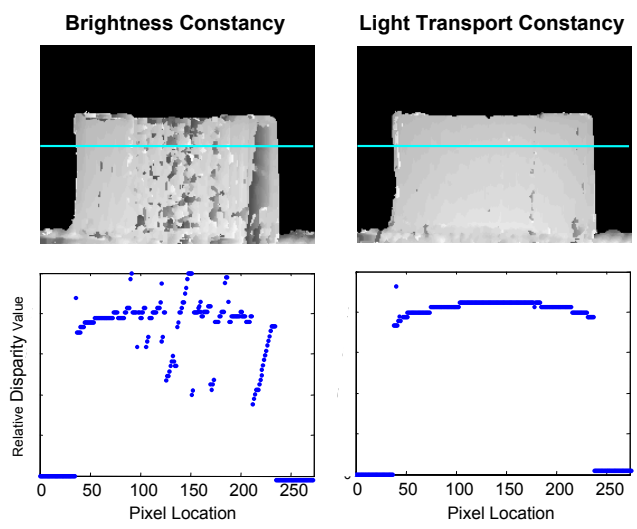 Brightness Constancy
Light Transport Constancy
Relative Disparity Value
0 50 100 150 200 250
Pixel Location
0 50 100 150 200 250
Pixel Location